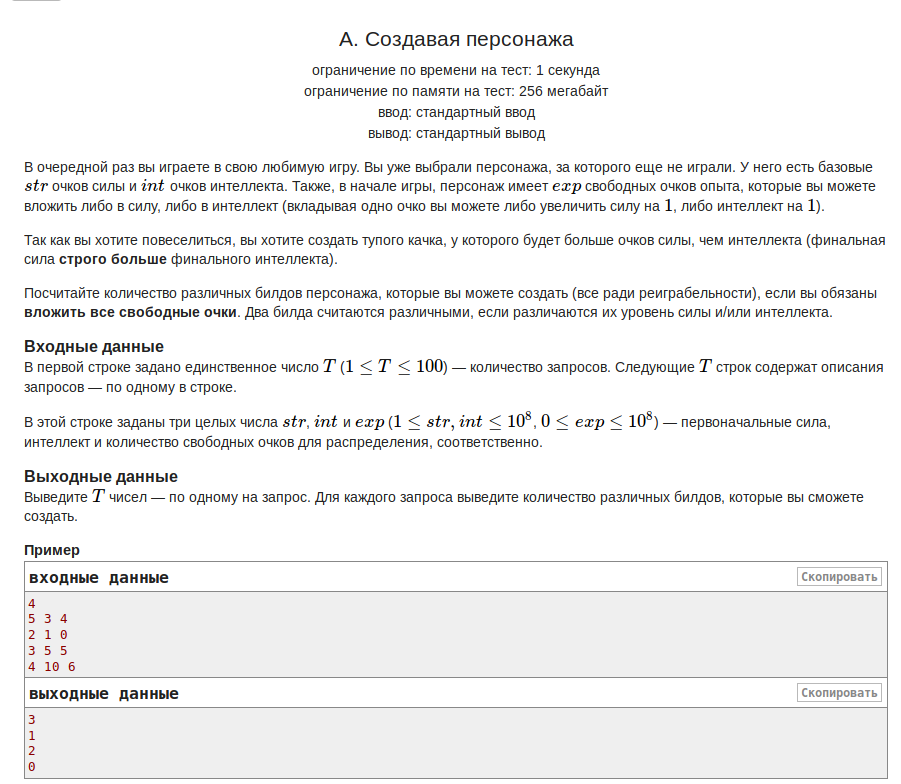 А. Создавая персонажа
ограничение по времени на тест: 1 секунда
ограничение по памяти на тест: 256 мегабайт
ввод: стандартный ввод
вывод: стандартный вывод
В очередной раз вы играете в свою любимую игру. Вы уже выбрали персонажа, за которого еще не играли. У него есть базовые
str очков силы и int очков интеллекта. Также, в начале игры, персонаж имеет exp свободных очков опыта, которые вы можете
вложить либо в силу, либо в интеллект (вкладывая одно очко вы можете либо увеличить силу на 1, либо интеллект на 1).
Так как вы хотите повеселиться, вы хотите создать тупого качка, у которого будет больше очков силы, чем интеллекта (финальная
сила строго больше финального интеллекта).
Посчитайте количество различных билдов персонажа, которые вы можете создать (все ради реиграбельности), если вы обязаны
вложить все свободные очки. Два билда считаются различными, если различаются их уровень силы и/или интеллекта.
Входные данные
В первой строке задано единственное число T (1 ≤ T ≤ 100) — количество запросов. Следующие T строк содержат описания
запросов — по одному в строке.
В этой строке заданы три целых числа str, int и exp (1 ≤ str, int ≤ 10⁸, 0 ≤ exp ≤ 10⁸) — первоначальные сила,
интеллект и количество свободных очков для распределения, соответственно.
Выходные данные
Выведите T чисел — по одному на запрос. Для каждого запроса выведите количество различных билдов, которые вы сможете
создать.
Пример
входные данные
Скопировать
4
5 3 4
2 1 0
3 5 5
4 10 6
выходные данные
Скопировать
3
1
2
0